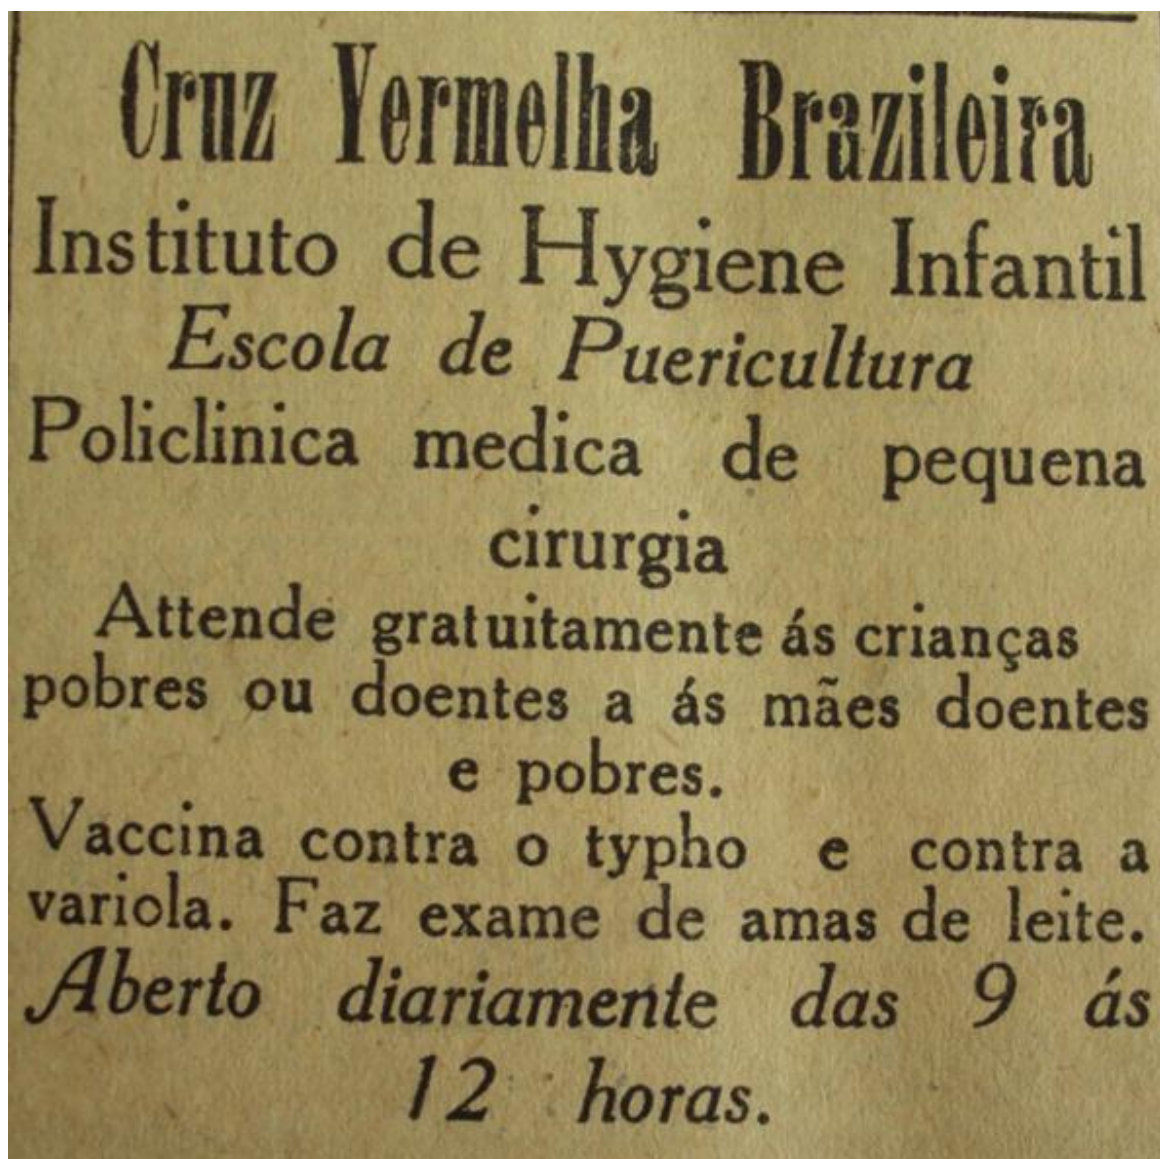 Cruz Vermelha Brazileira
Instituto de Hygiene Infantil
Escola de Puericultura
Policlinica medica de pequena
cirurgia
Attende gratuitamente ás crianças
pobres ou doentes a ás mães doentes
e pobres.
Vaccina contra o typho e contra a
variola. Faz exame de amas de leite.
Aberto diariamente das 9 ás
12 horas.